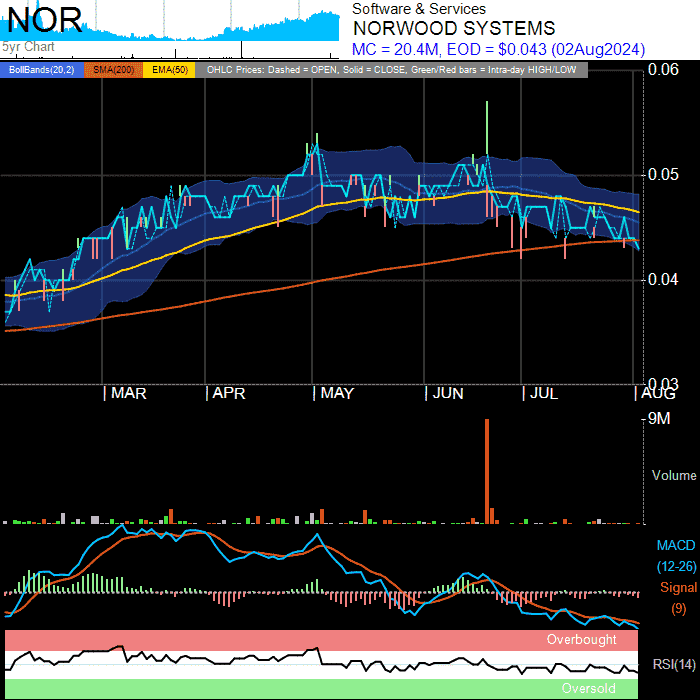 NOR
5yr Chart
Software & Services
NORWOOD SYSTEMS
MC = 20.4M, EOD = $0.043 (02Aug2024)
BollBands(20,2) SMA(200) EMA(50) OHLC Prices: Dashed = OPEN, Solid = CLOSE, Green/Red bars = Intra-day HIGH/LOW
0.06
0.05
0.04
0.03
MAR APR MAY JUN JUL AUG
9M
Volume
MACD
(12-26)
Signal
(9)
Overbought
RSI(14)
Oversold